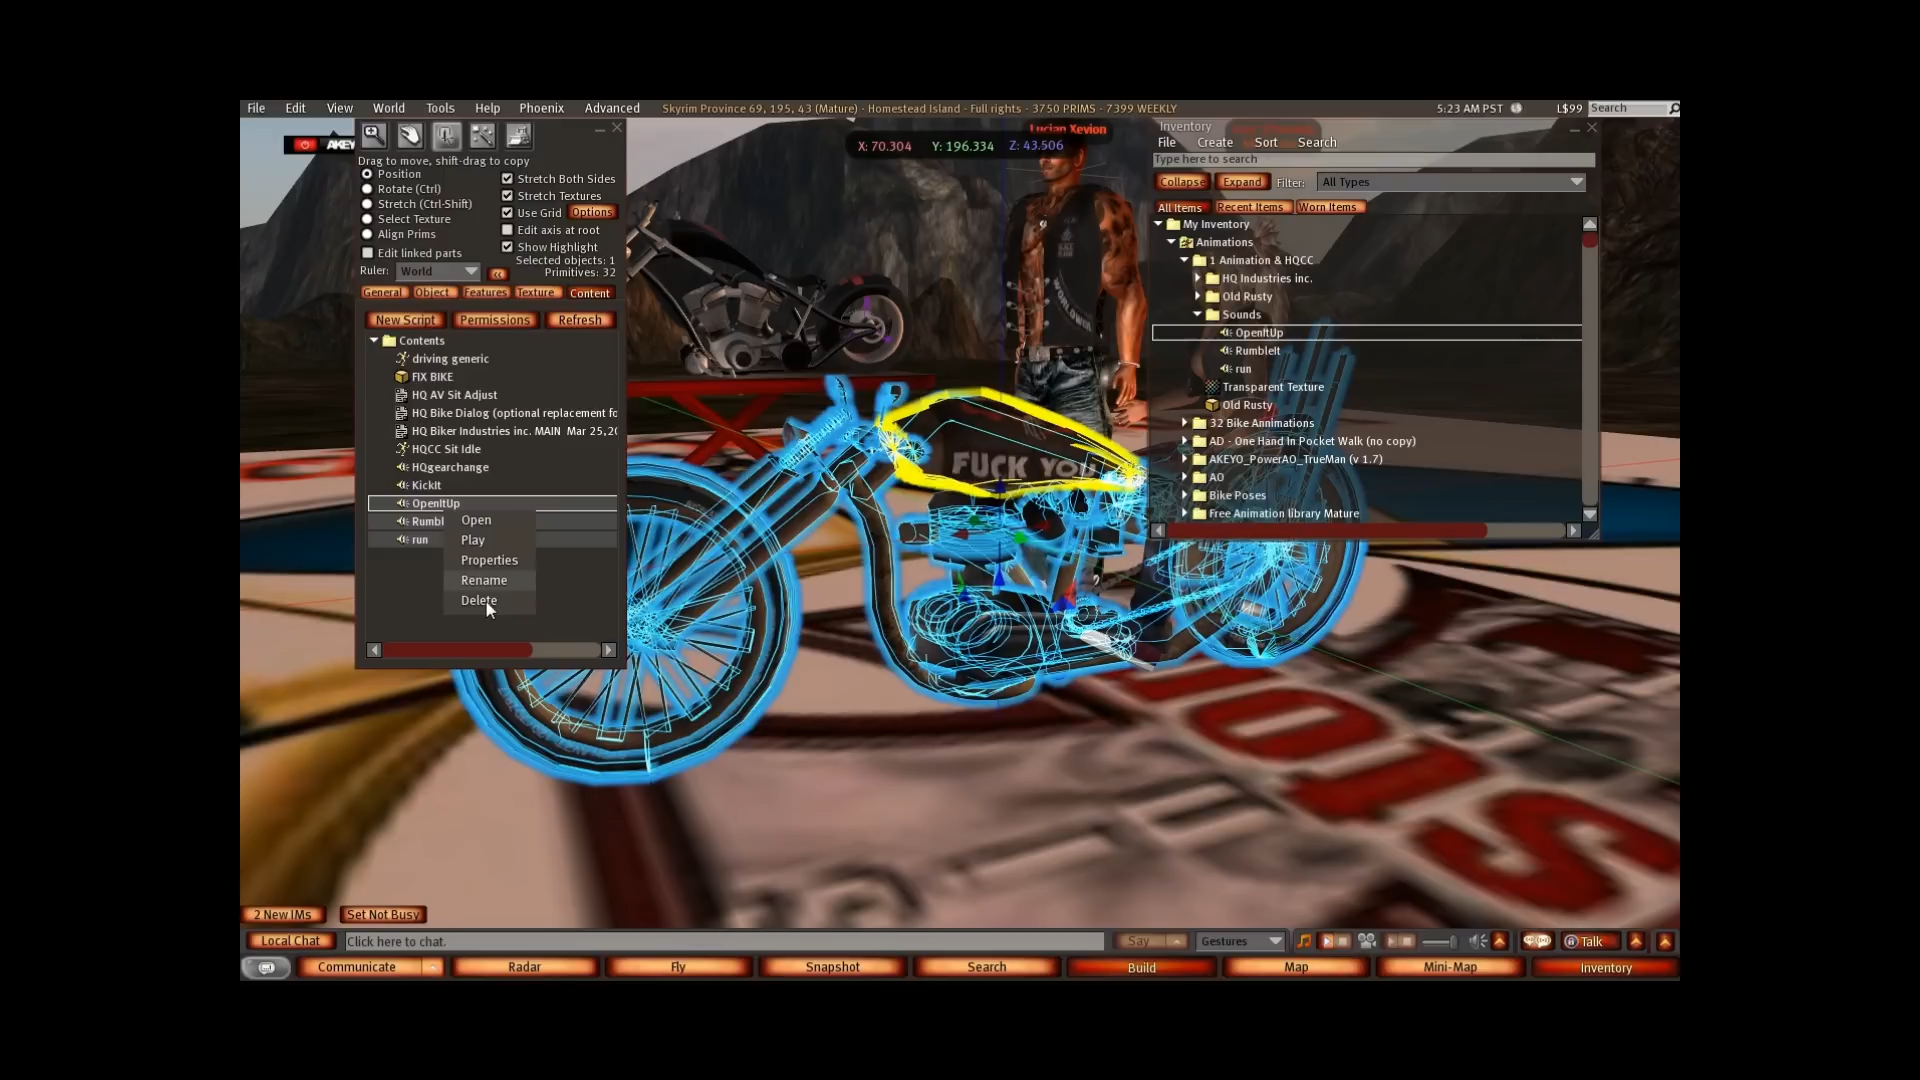 File Edit View World Tools Help Phoenix Advanced Skyrim Province 69, 195, 43 (Mature) - Homestead Island - Full rights - 3750 PRIMS - 7399 WEEKLY 5:23 AM PST L$99 Search
AKEY
Drag to move, shift-drag to copy
Position
Rotate (Ctrl)
Stretch (Ctrl-Shift)
Select Texture
Align Prims
Edit linked parts
Ruler: World
Stretch Both Sides
Stretch Textures
Use Grid Options
Edit axis at root
Show Highlight
Selected objects: 1
Primitives: 32
General Object Features Texture Content
New Script Permissions Refresh
Contents
driving generic
FIX BIKE
HQ AV Sit Adjust
HQ Bike Dialog (optional replacement fo
HQ Biker Industries inc. MAIN Mar 25,20
HQCC Sit Idle
HQgearchange
KickIt
OpenItUp
Rumbl
run
Open
Play
Properties
Rename
Delete
Lucian Xevion
X: 70.304 Y: 196.334 Z: 43.506
FUCK YOU
Inventory
File Create Sort Search
Type here to search
Collapse Expand Filter: All Types
All Items Recent Items Worn Items
My Inventory
Animations
1 Animation & HQCC
HQ Industries inc.
Old Rusty
Sounds
OpenItUp
RumbleIt
run
Transparent Texture
Old Rusty
32 Bike Annimations
AD - One Hand In Pocket Walk (no copy)
AKEYO_PowerAO_TrueMan (v 1.7)
AO
Bike Poses
Free Animation library Mature
2 New IMs Set Not Busy
Local Chat Click here to chat. Say Gestures Talk
Communicate Radar Fly Snapshot Search Build Map Mini-Map Inventory